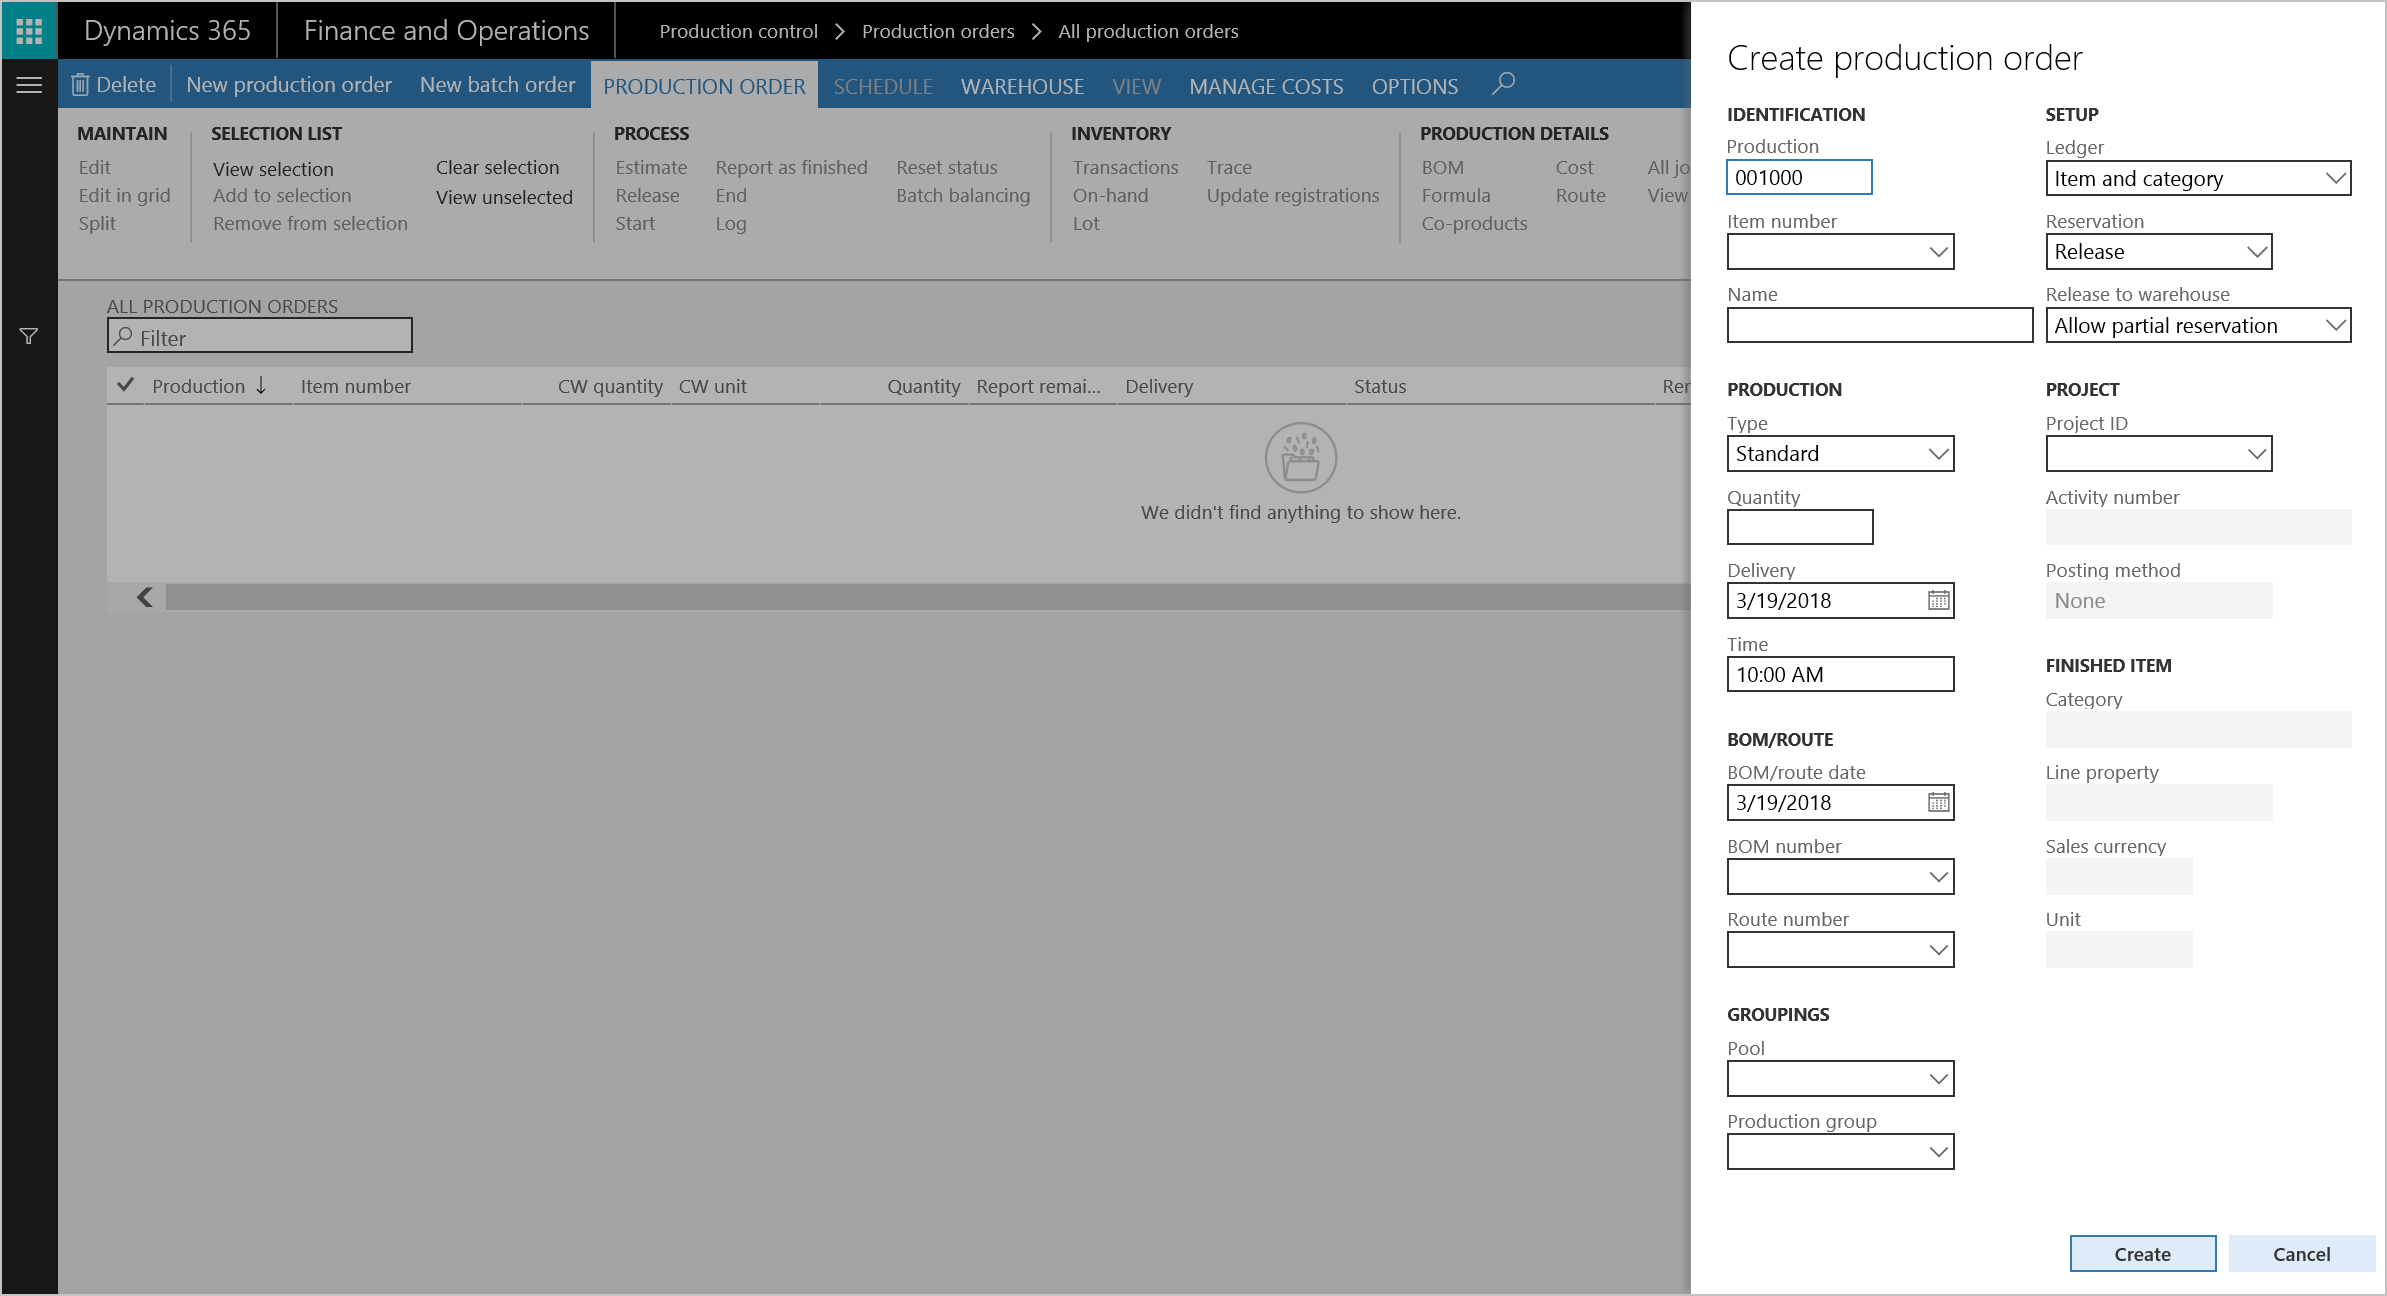 Dynamics 365
Finance and Operations
Production control > Production orders > All production orders
Delete
New production order
New batch order
PRODUCTION ORDER
SCHEDULE
WAREHOUSE
VIEW
MANAGE COSTS
OPTIONS
MAINTAIN
Edit
Edit in grid
Split
SELECTION LIST
View selection
Add to selection
Remove from selection
Clear selection
View unselected
PROCESS
Estimate
Release
Start
Report as finished
End
Log
Reset status
Batch balancing
INVENTORY
Transactions
On-hand
Lot
Trace
Update registrations
PRODUCTION DETAILS
BOM
Formula
Co-products
Cost
Route
All jo
View
ALL PRODUCTION ORDERS
Filter
Production
Item number
CW quantity
CW unit
Quantity
Report remai...
Delivery
Status
Rer
We didn't find anything to show here.
Create production order
IDENTIFICATION
Production
001000
Item number
Name
PRODUCTION
Type
Standard
Quantity
Delivery
3/19/2018
Time
10:00 AM
BOM/ROUTE
BOM/route date
3/19/2018
BOM number
Route number
GROUPINGS
Pool
Production group
SETUP
Ledger
Item and category
Reservation
Release
Release to warehouse
Allow partial reservation
PROJECT
Project ID
Activity number
Posting method
None
FINISHED ITEM
Category
Line property
Sales currency
Unit
Create
Cancel